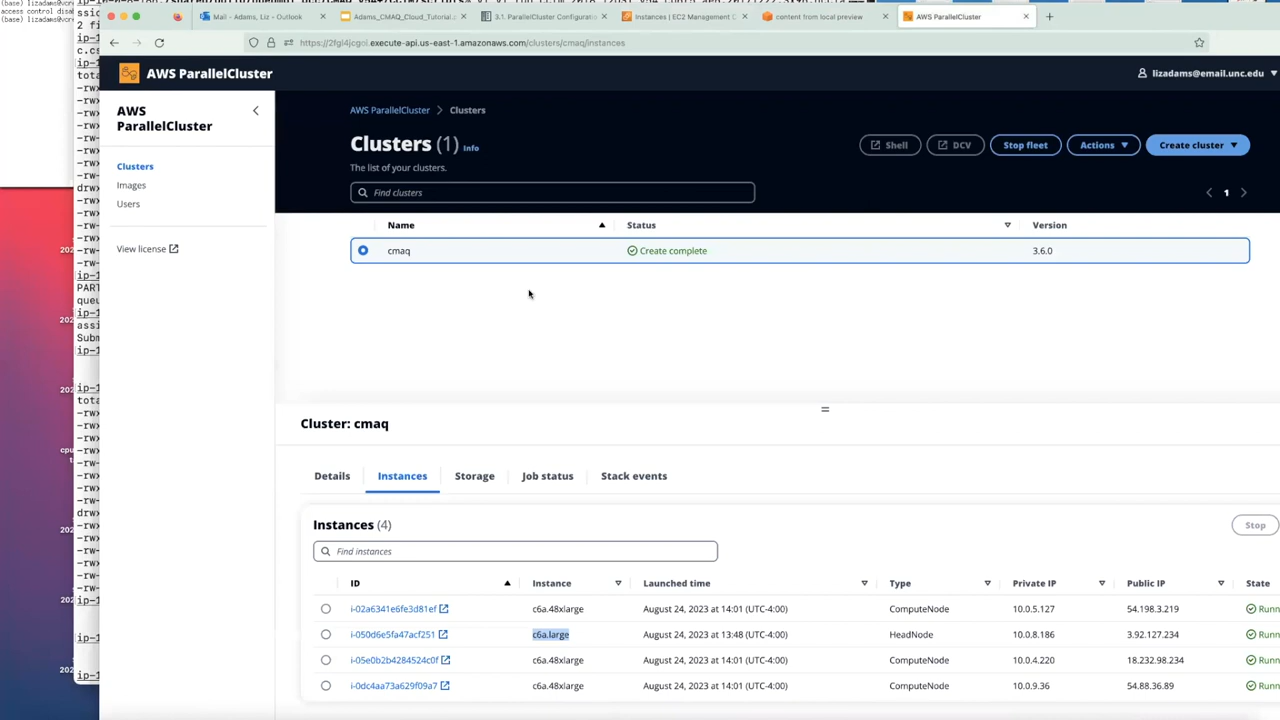 Mail - Adams, Liz - Outlook
Adams_CMAQ_Cloud_Tutorial.
3.1. ParallelCluster Configurati
Instances | EC2 Management C
content from local preview
AWS ParallelCluster
https://2fgi4jcgoi.execute-api.us-east-1.amazonaws.com/clusters/cmaq/instances
AWS ParallelCluster
lizadams@email.unc.edu
AWS
ParallelCluster
Clusters
Images
Users
View license
AWS ParallelCluster > Clusters
Clusters (1) Info
The list of your clusters.
Shell
DCV
Stop fleet
Actions
Create cluster
Find clusters
1
Name Status Version
cmaq Create complete 3.6.0
Cluster: cmaq
Details Instances Storage Job status Stack events
Instances (4)
Stop
Find instances
ID Instance Launched time Type Private IP Public IP State
i-02a6341e6fe3d81ef c6a.48xlarge August 24, 2023 at 14:01 (UTC-4:00) ComputeNode 10.0.5.127 54.198.3.219 Runn
i-050d6e5fa47acf251 c6a.large August 24, 2023 at 13:48 (UTC-4:00) HeadNode 10.0.8.186 3.92.127.234 Runn
i-05e0b2b4284524c0f c6a.48xlarge August 24, 2023 at 14:01 (UTC-4:00) ComputeNode 10.0.4.220 18.232.98.234 Runn
i-0dc4aa73a629f09a7 c6a.48xlarge August 24, 2023 at 14:01 (UTC-4:00) ComputeNode 10.0.9.36 54.88.36.89 Runn